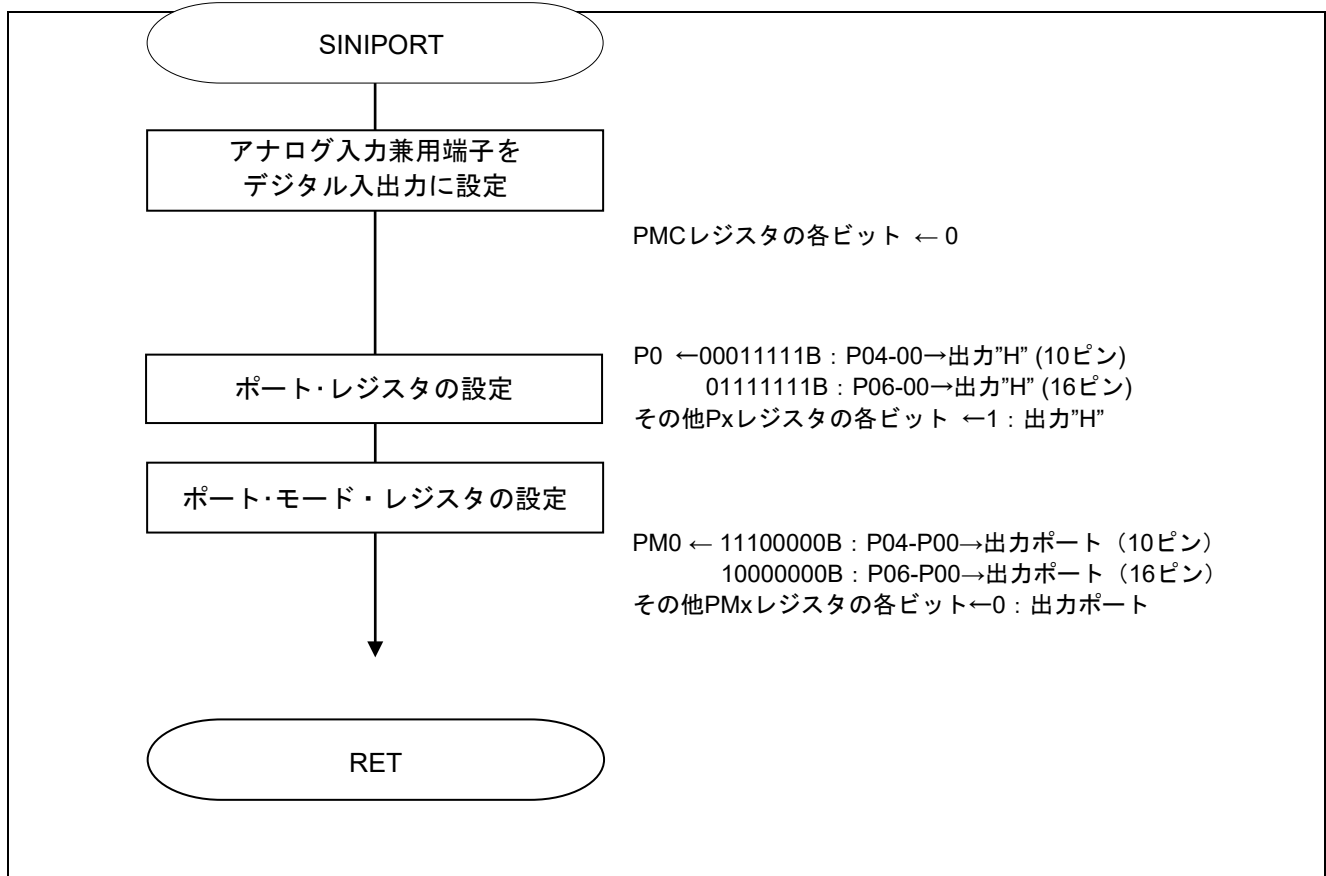 SINIPORT
アナログ入力兼用端子を
デジタル入出力に設定
PMCレジスタの各ビット ← 0
ポート･レジスタの設定
P0 ←00011111B：P04-00→出力”H” (10ピン)
01111111B：P06-00→出力”H” (16ピン)
その他Pxレジスタの各ビット ←1：出力”H”
ポート･モード・レジスタの設定
PM0 ← 11100000B：P04-P00→出力ポート（10ピン）
10000000B：P06-P00→出力ポート（16ピン）
その他PMxレジスタの各ビット←0：出力ポート
RET